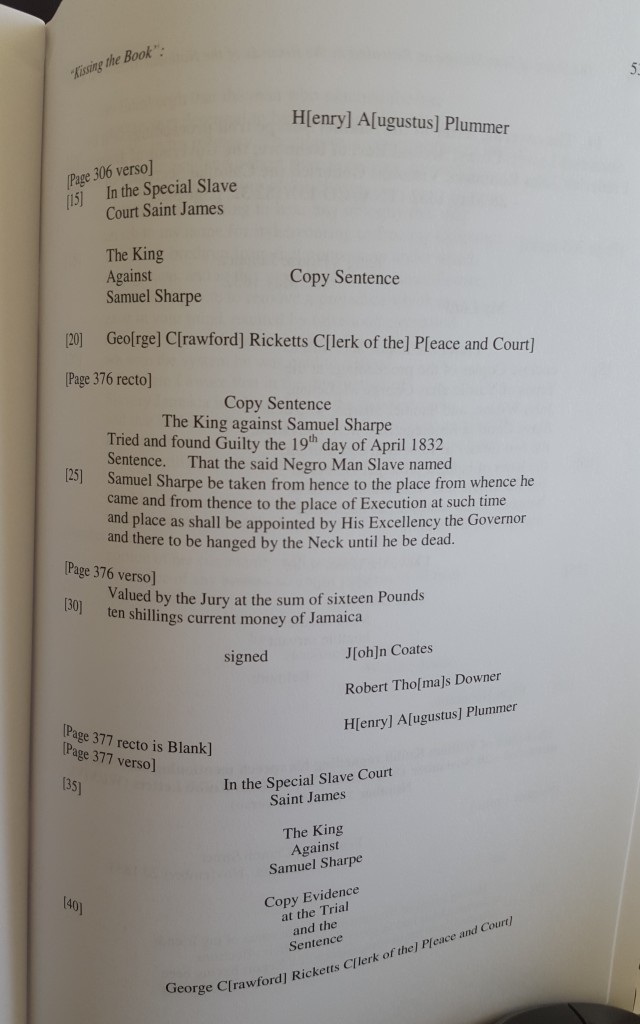 "Kissing the Book":
H[enry] A[ugustus] Plummer
[Page 306 verso]
[15] In the Special Slave
Court Saint James
The King
Against Copy Sentence
Samuel Sharpe
[20] Geo[rge] C[rawford] Ricketts C[lerk of the] P[eace and Court]
[Page 376 recto]
Copy Sentence
The King against Samuel Sharpe
Tried and found Guilty the 19th day of April 1832
Sentence. That the said Negro Man Slave named
[25] Samuel Sharpe be taken from hence to the place from whence he
came and from thence to the place of Execution at such time
and place as shall be appointed by His Excellency the Governor
and there to be hanged by the Neck until he be dead.
[Page 376 verso]
Valued by the Jury at the sum of sixteen Pounds
[30] ten shillings current money of Jamaica
signed J[oh]n Coates
Robert Tho[ma]s Downer
H[enry] A[ugustus] Plummer
[Page 377 recto is Blank]
[Page 377 verso]
[35] In the Special Slave Court
Saint James
The King
Against
Samuel Sharpe
[40] Copy Evidence
at the Trial
and the
Sentence
George C[rawford] Ricketts C[lerk of the] P[eace and Court]